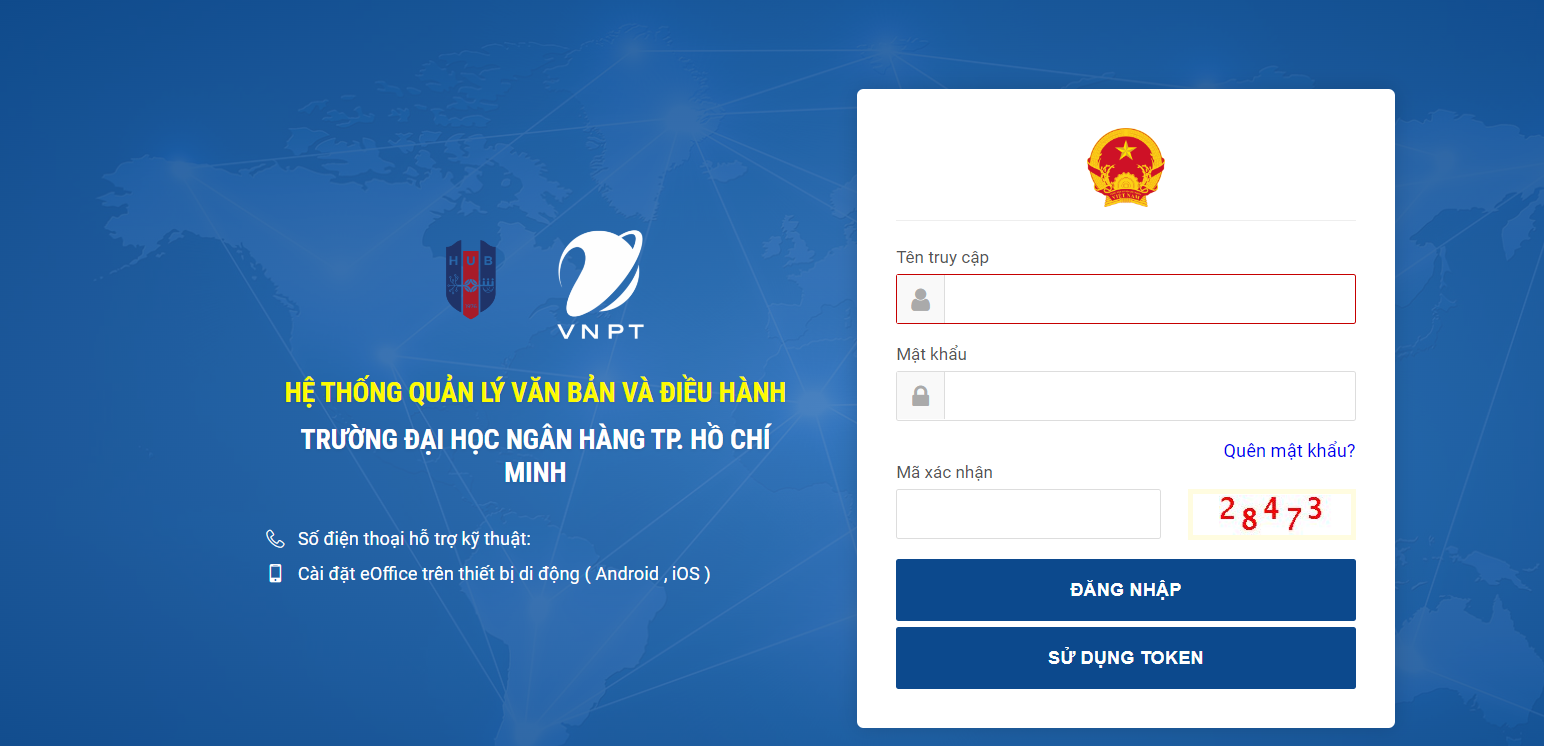 H U B
VNPT
HỆ THỐNG QUẢN LÝ VĂN BẢN VÀ ĐIỀU HÀNH
TRƯỜNG ĐẠI HỌC NGÂN HÀNG TP. HỒ CHÍ
MINH
Số điện thoại hỗ trợ kỹ thuật:
Cài đặt eOffice trên thiết bị di động ( Android , iOS )
VIỆT NAM
Tên truy cập
Mật khẩu
Quên mật khẩu?
Mã xác nhận
28473
ĐĂNG NHẬP
SỬ DỤNG TOKEN